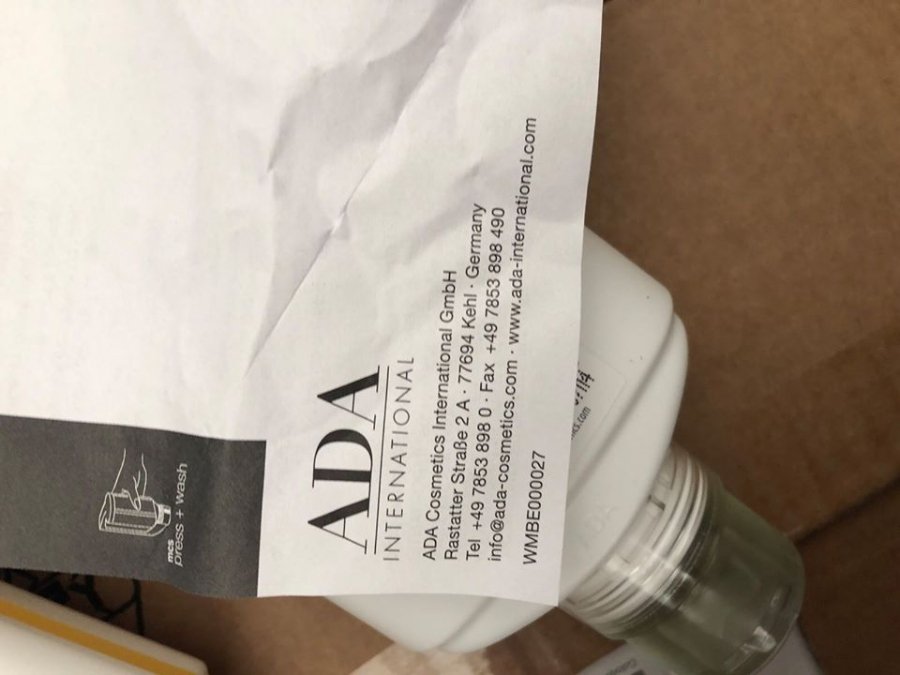 mcs
press + wash
ADA
INTERNATIONAL
ADA Cosmetics International GmbH
Rastatter Straße 2 A · 77694 Kehl · Germany
Tel +49 7853 898 0 · Fax +49 7853 898 490
info@ada-cosmetics.com · www.ada-international.com
WMBE000027